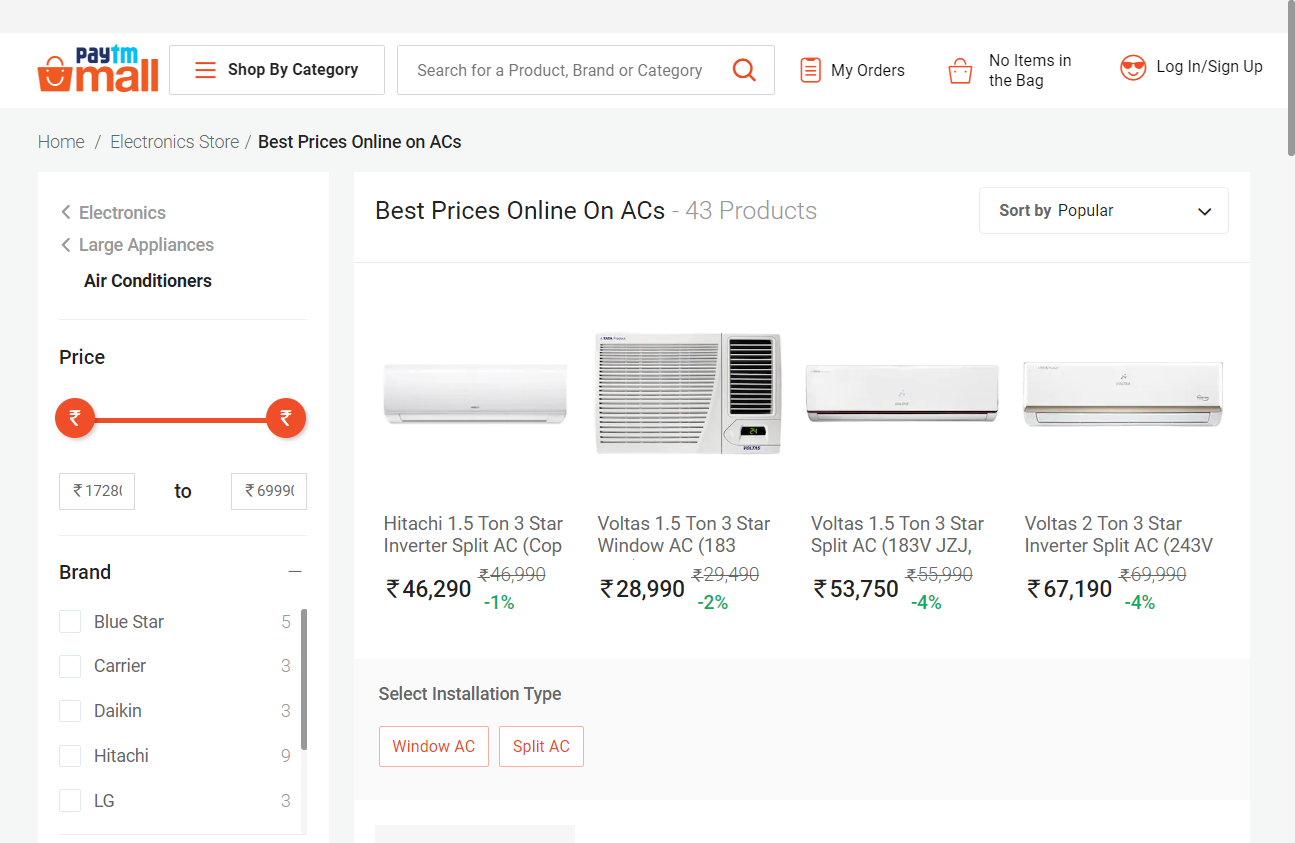 paytm
mall
Shop By Category
Search for a Product, Brand or Category
My Orders
No Items in
the Bag
Log In/Sign Up
Home / Electronics Store / Best Prices Online on ACs
Electronics
Large Appliances
Air Conditioners
Price
₹ ₹
₹ 17280 to ₹ 69990
Brand
Blue Star 5
Carrier 3
Daikin 3
Hitachi 9
LG 3
Best Prices Online On ACs - 43 Products
Sort by Popular
Hitachi 1.5 Ton 3 Star
Inverter Split AC (Cop
₹46,290 ₹46,990
-1%
Voltas 1.5 Ton 3 Star
Window AC (183
₹28,990 ₹29,490
-2%
Voltas 1.5 Ton 3 Star
Split AC (183V JZJ,
₹53,750 ₹55,990
-4%
Voltas 2 Ton 3 Star
Inverter Split AC (243V
₹67,190 ₹69,990
-4%
Select Installation Type
Window AC
Split AC